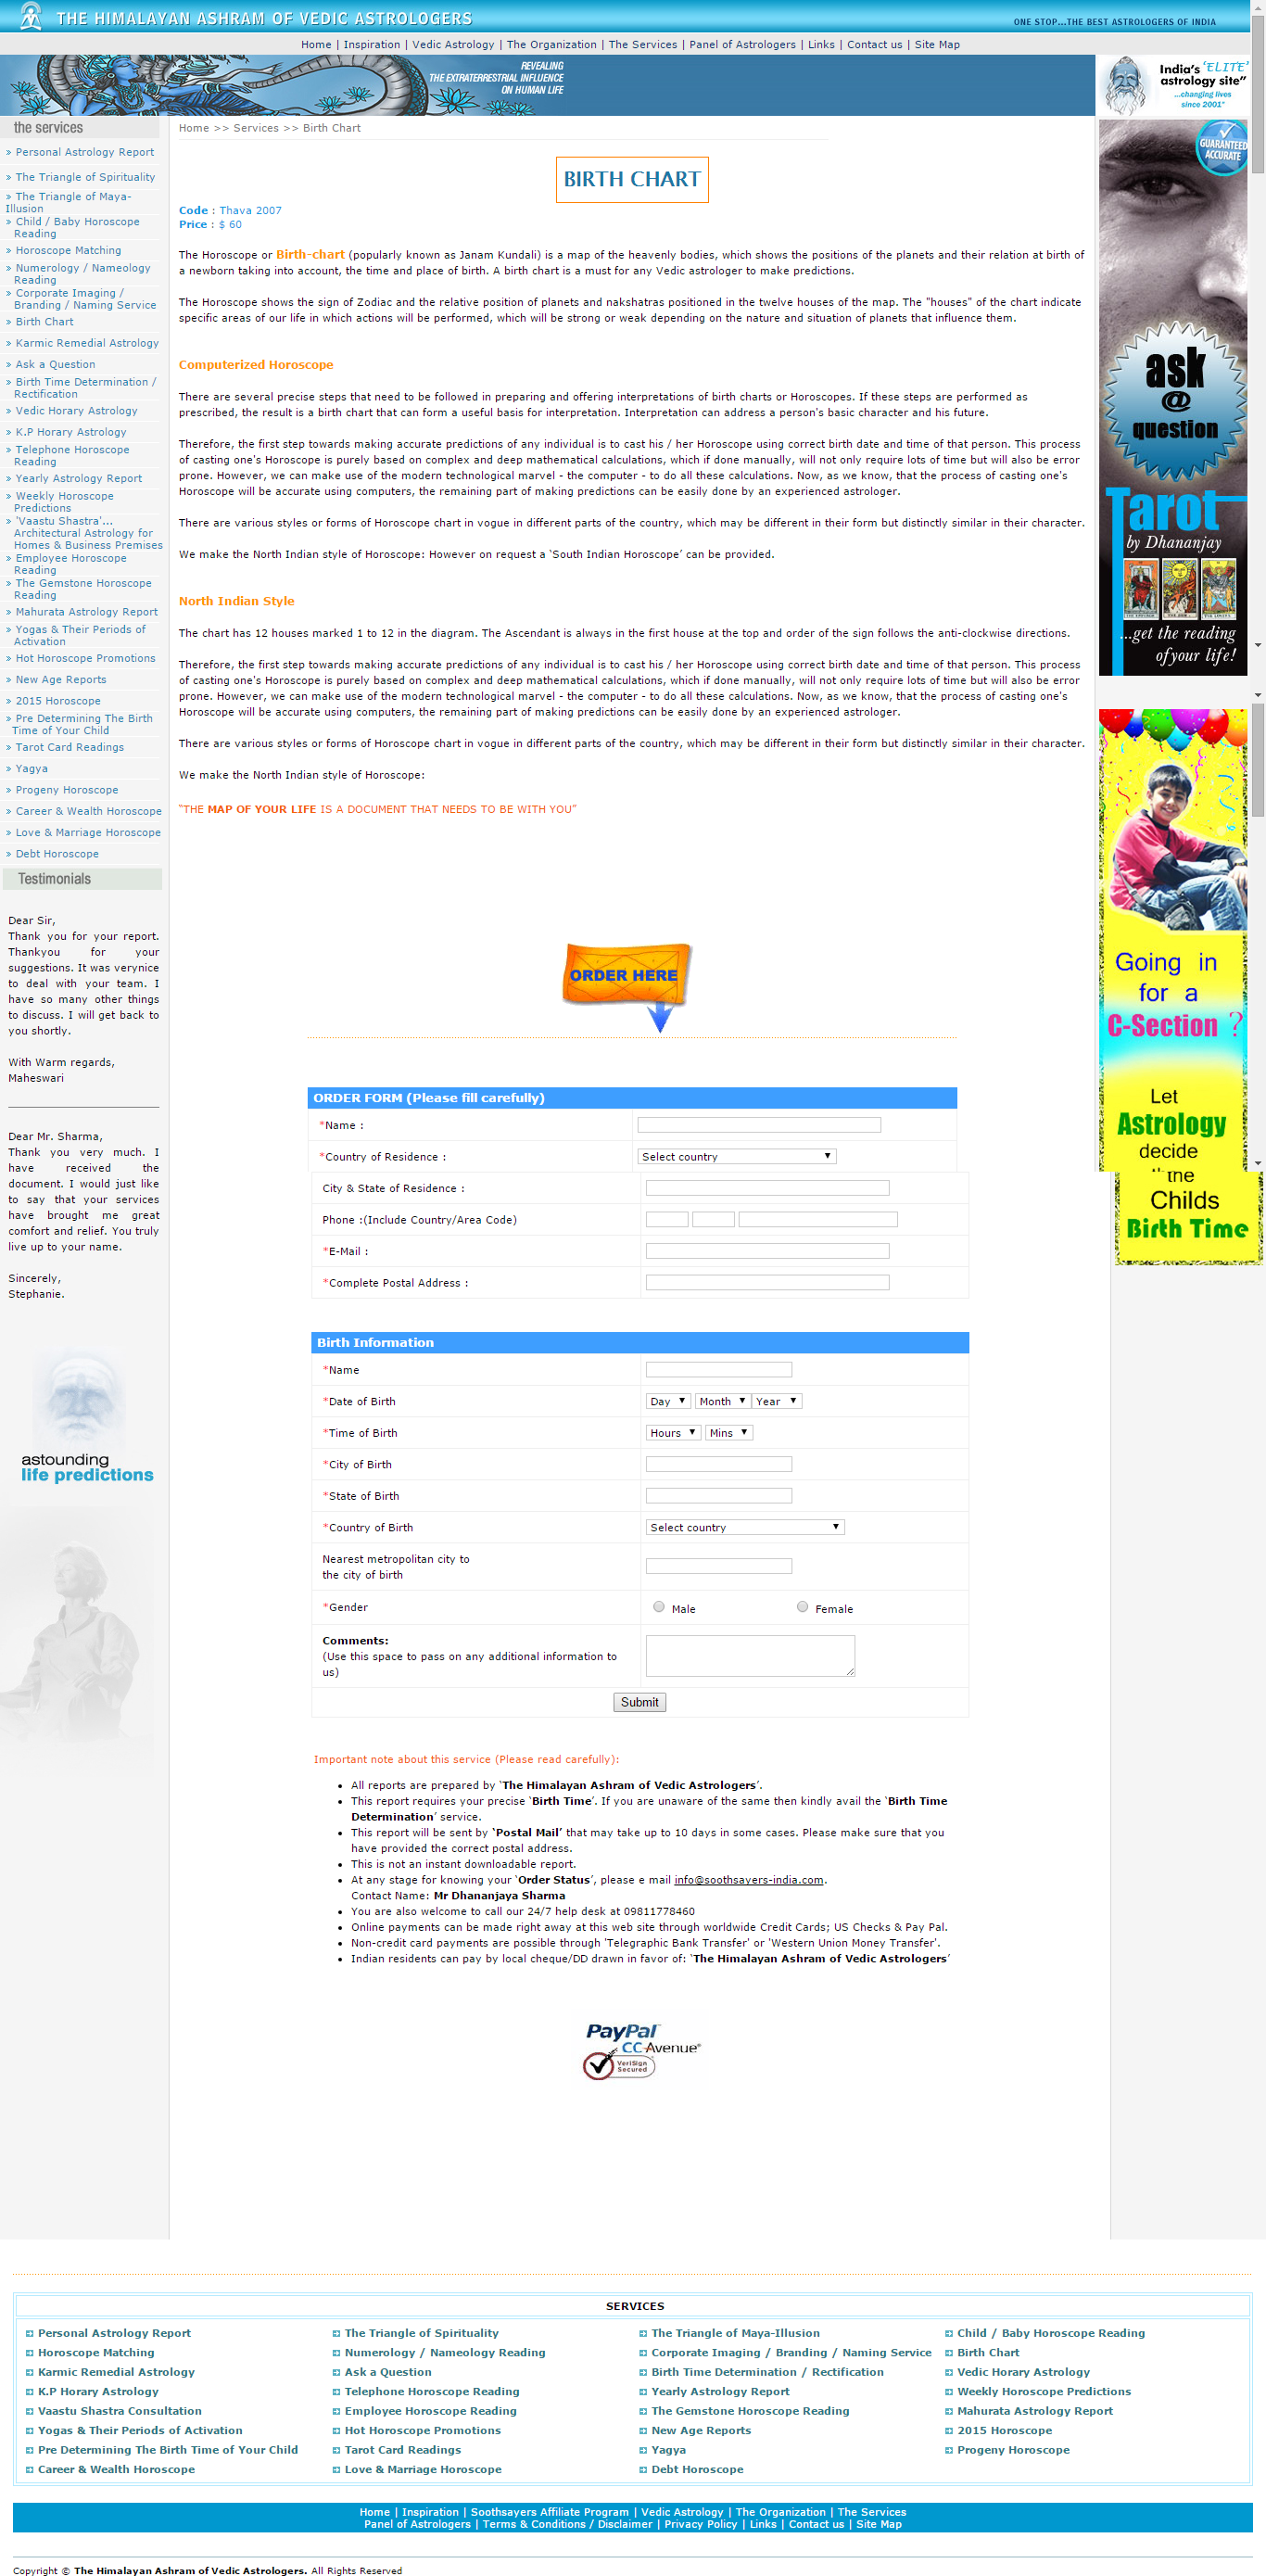 THE HIMALAYAN ASHRAM OF VEDIC ASTROLOGERS
ONE STOP...THE BEST ASTROLOGERS OF INDIA
Home | Inspiration | Vedic Astrology | The Organization | The Services | Panel of Astrologers | Links | Contact us | Site Map
REVEALING
THE EXTRATERRESTRIAL INFLUENCE
ON HUMAN LIFE
India's 'ELITE'
astrology site"
...changing lives
since 2001"
the services
» Personal Astrology Report
» The Triangle of Spirituality
» The Triangle of Maya-
Illusion
» Child / Baby Horoscope
Reading
» Horoscope Matching
» Numerology / Nameology
Reading
» Corporate Imaging /
Branding / Naming Service
» Birth Chart
» Karmic Remedial Astrology
» Ask a Question
» Birth Time Determination /
Rectification
» Vedic Horary Astrology
» K.P Horary Astrology
» Telephone Horoscope
Reading
» Yearly Astrology Report
» Weekly Horoscope
Predictions
» 'Vaastu Shastra'...
Architectural Astrology for
Homes & Business Premises
» Employee Horoscope
Reading
» The Gemstone Horoscope
Reading
» Mahurata Astrology Report
» Yogas & Their Periods of
Activation
» Hot Horoscope Promotions
» New Age Reports
» 2015 Horoscope
» Pre Determining The Birth
Time of Your Child
» Tarot Card Readings
» Yagya
» Progeny Horoscope
» Career & Wealth Horoscope
» Love & Marriage Horoscope
» Debt Horoscope
Testimonials
Dear Sir,
Thank you for your report.
Thankyou for your
suggestions. It was verynice
to deal with your team. I
have so many other things
to discuss. I will get back to
you shortly.
With Warm regards,
Maheswari
Dear Mr. Sharma,
Thank you very much. I
have received the
document. I would just like
to say that your services
have brought me great
comfort and relief. You truly
live up to your name.
Sincerely,
Stephanie.
astounding
life predictions
Home >> Services >> Birth Chart
BIRTH CHART
Code : Thava 2007
Price : $ 60
The Horoscope or Birth-chart (popularly known as Janam Kundali) is a map of the heavenly bodies, which shows the positions of the planets and their relation at birth of
a newborn taking into account, the time and place of birth. A birth chart is a must for any Vedic astrologer to make predictions.
The Horoscope shows the sign of Zodiac and the relative position of planets and nakshatras positioned in the twelve houses of the map. The "houses" of the chart indicate
specific areas of our life in which actions will be performed, which will be strong or weak depending on the nature and situation of planets that influence them.
Computerized Horoscope
There are several precise steps that need to be followed in preparing and offering interpretations of birth charts or Horoscopes. If these steps are performed as
prescribed, the result is a birth chart that can form a useful basis for interpretation. Interpretation can address a person's basic character and his future.
Therefore, the first step towards making accurate predictions of any individual is to cast his / her Horoscope using correct birth date and time of that person. This process
of casting one's Horoscope is purely based on complex and deep mathematical calculations, which if done manually, will not only require lots of time but will also be error
prone. However, we can make use of the modern technological marvel - the computer - to do all these calculations. Now, as we know, that the process of casting one's
Horoscope will be accurate using computers, the remaining part of making predictions can be easily done by an experienced astrologer.
There are various styles or forms of Horoscope chart in vogue in different parts of the country, which may be different in their form but distinctly similar in their character.
We make the North Indian style of Horoscope: However on request a 'South Indian Horoscope' can be provided.
North Indian Style
The chart has 12 houses marked 1 to 12 in the diagram. The Ascendant is always in the first house at the top and order of the sign follows the anti-clockwise directions.
Therefore, the first step towards making accurate predictions of any individual is to cast his / her Horoscope using correct birth date and time of that person. This process
of casting one's Horoscope is purely based on complex and deep mathematical calculations, which if done manually, will not only require lots of time but will also be error
prone. However, we can make use of the modern technological marvel - the computer - to do all these calculations. Now, as we know, that the process of casting one's
Horoscope will be accurate using computers, the remaining part of making predictions can be easily done by an experienced astrologer.
There are various styles or forms of Horoscope chart in vogue in different parts of the country, which may be different in their form but distinctly similar in their character.
We make the North Indian style of Horoscope:
"THE MAP OF YOUR LIFE IS A DOCUMENT THAT NEEDS TO BE WITH YOU"
ORDER HERE
ORDER FORM (Please fill carefully)
*Name :
*Country of Residence : Select country
City & State of Residence :
Phone :(Include Country/Area Code)
*E-Mail :
*Complete Postal Address :
Birth Information
*Name
*Date of Birth Day Month Year
*Time of Birth Hours Mins
*City of Birth
*State of Birth
*Country of Birth Select country
Nearest metropolitan city to
the city of birth
*Gender Male Female
Comments:
(Use this space to pass on any additional information to
us)
Submit
Important note about this service (Please read carefully):
• All reports are prepared by 'The Himalayan Ashram of Vedic Astrologers'.
• This report requires your precise 'Birth Time'. If you are unaware of the same then kindly avail the 'Birth Time
Determination' service.
• This report will be sent by 'Postal Mail' that may take up to 10 days in some cases. Please make sure that you
have provided the correct postal address.
• This is not an instant downloadable report.
• At any stage for knowing your 'Order Status', please e mail info@soothsayers-india.com.
Contact Name: Mr Dhananjaya Sharma
• You are also welcome to call our 24/7 help desk at 09811778460
• Online payments can be made right away at this web site through worldwide Credit Cards; US Checks & Pay Pal.
• Non-credit card payments are possible through 'Telegraphic Bank Transfer' or 'Western Union Money Transfer'.
• Indian residents can pay by local cheque/DD drawn in favor of: 'The Himalayan Ashram of Vedic Astrologers'
PayPal
CC Avenue
VeriSign
Secured
GUARANTEED
ACCURATE
ask
@
question
Tarot
by Dhananjay
...get the reading
of your life!
Going in
for a
C-Section ?
Let
Astrology
decide
the
Childs
Birth Time
SERVICES
Personal Astrology Report The Triangle of Spirituality The Triangle of Maya-Illusion Child / Baby Horoscope Reading
Horoscope Matching Numerology / Nameology Reading Corporate Imaging / Branding / Naming Service Birth Chart
Karmic Remedial Astrology Ask a Question Birth Time Determination / Rectification Vedic Horary Astrology
K.P Horary Astrology Telephone Horoscope Reading Yearly Astrology Report Weekly Horoscope Predictions
Vaastu Shastra Consultation Employee Horoscope Reading The Gemstone Horoscope Reading Mahurata Astrology Report
Yogas & Their Periods of Activation Hot Horoscope Promotions New Age Reports 2015 Horoscope
Pre Determining The Birth Time of Your Child Tarot Card Readings Yagya Progeny Horoscope
Career & Wealth Horoscope Love & Marriage Horoscope Debt Horoscope
Home | Inspiration | Soothsayers Affiliate Program | Vedic Astrology | The Organization | The Services
Panel of Astrologers | Terms & Conditions / Disclaimer | Privacy Policy | Links | Contact us | Site Map
Copyright © The Himalayan Ashram of Vedic Astrologers. All Rights Reserved